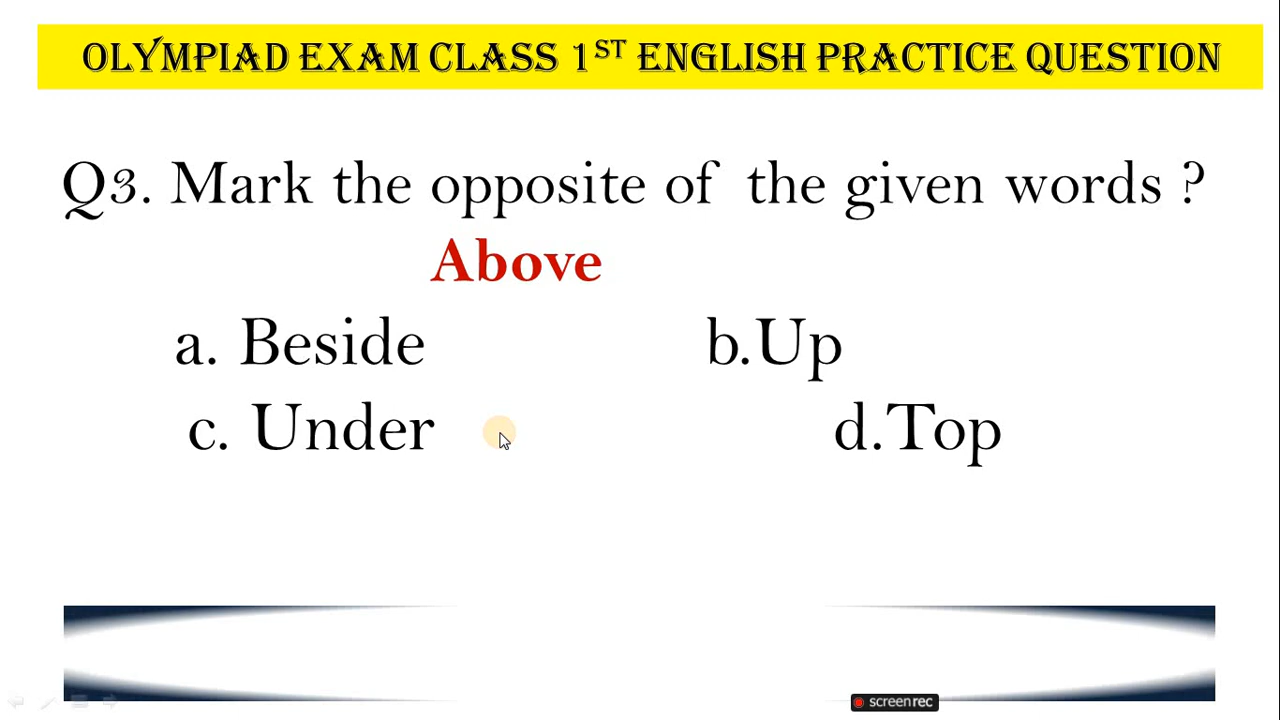 OLYMPIAD EXAM CLASS 1ST ENGLISH PRACTICE QUESTION
Q3. Mark the opposite of the given words ?
Above
a. Beside b.Up
c. Under d.Top
screenrec